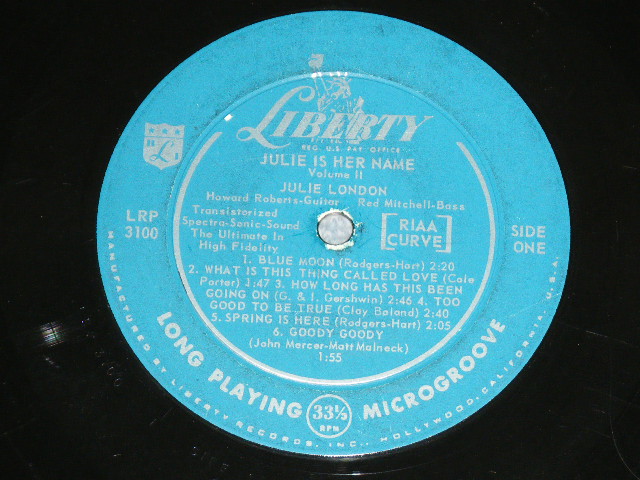 LIBERTY
REG. U.S. PAT. OFFICE
JULIE IS HER NAME
Volume II
JULIE LONDON
Howard Roberts-Guitar Red Mitchell-Bass
LRP
3100
Transistorized
Spectra-Sonic-Sound
The Ultimate In
High Fidelity
RIAA
CURVE
SIDE
ONE
1. BLUE MOON (Rodgers-Hart) 2:20
2. WHAT IS THIS THING CALLED LOVE (Cole
Porter) 1:47 3. HOW LONG HAS THIS BEEN
GOING ON (G. & I. Gershwin) 2:46 4. TOO
GOOD TO BE TRUE (Clay Boland) 2:40
5. SPRING IS HERE (Rodgers-Hart) 2:05
6. GOODY GOODY
(John Mercer-Matt Malneck)
1:55
LONG PLAYING 33⅓ RPM MICROGROOVE
MANUFACTURED BY LIBERTY RECORDS, INC., HOLLYWOOD, CALIFORNIA, U.S.A.